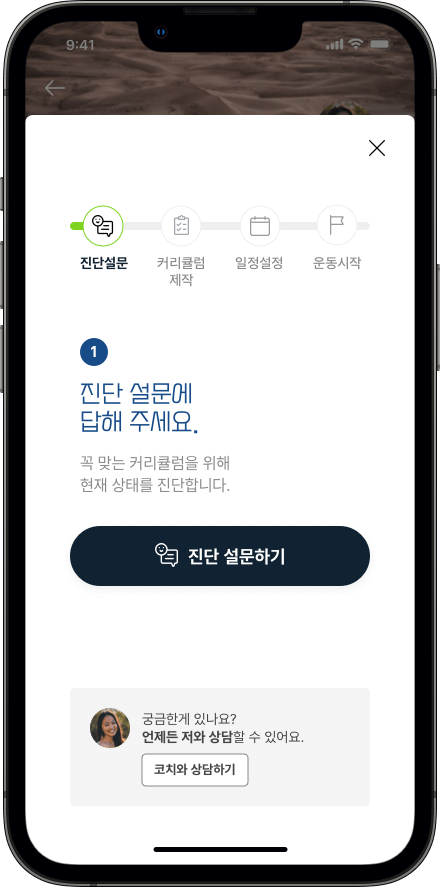 9:41
진단설문
커리큘럼
제작
일정설정
운동시작
1
진단 설문에
답해 주세요.
꼭 맞는 커리큘럼을 위해
현재 상태를 진단합니다.
진단 설문하기
궁금한게 있나요?
언제든 저와 상담할 수 있어요.
코치와 상담하기